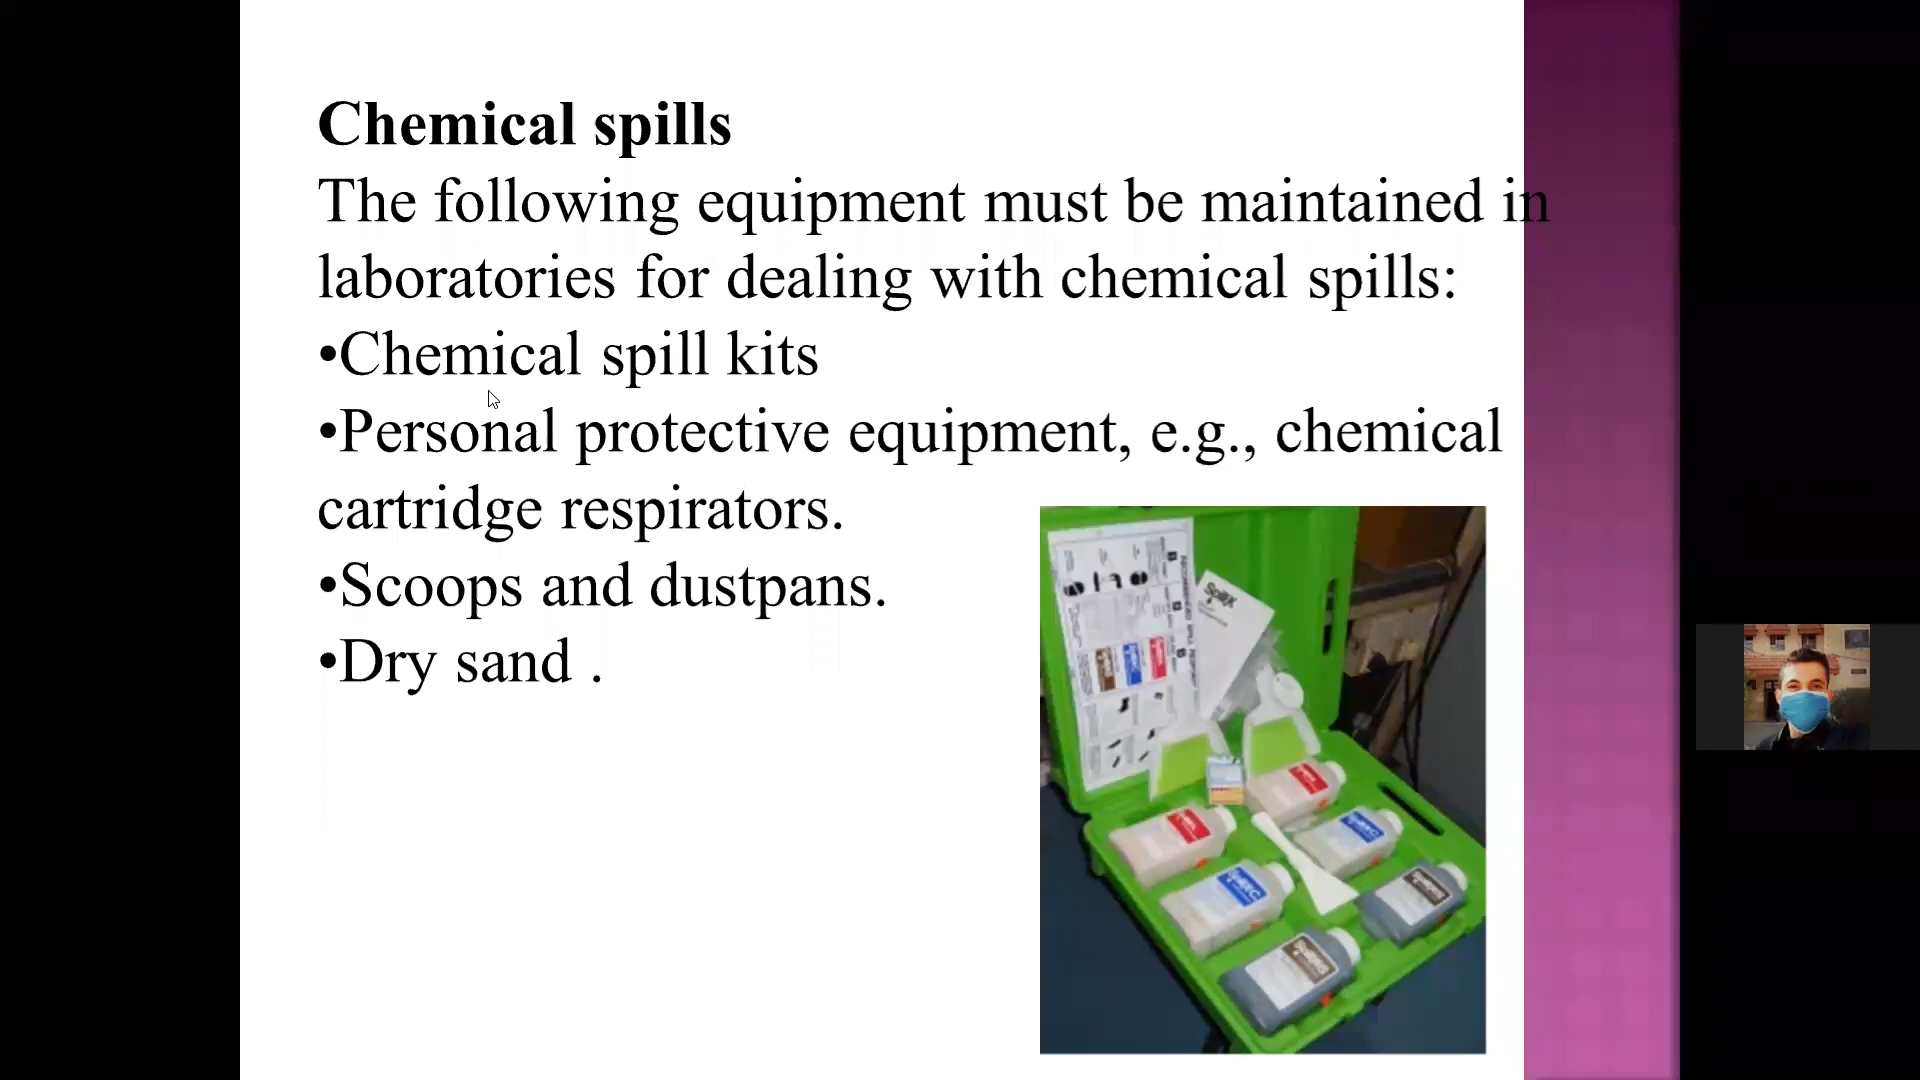 Chemical spills
The following equipment must be maintained in
laboratories for dealing with chemical spills:
•Chemical spill kits
•Personal protective equipment, e.g., chemical
cartridge respirators.
•Scoops and dustpans.
•Dry sand .